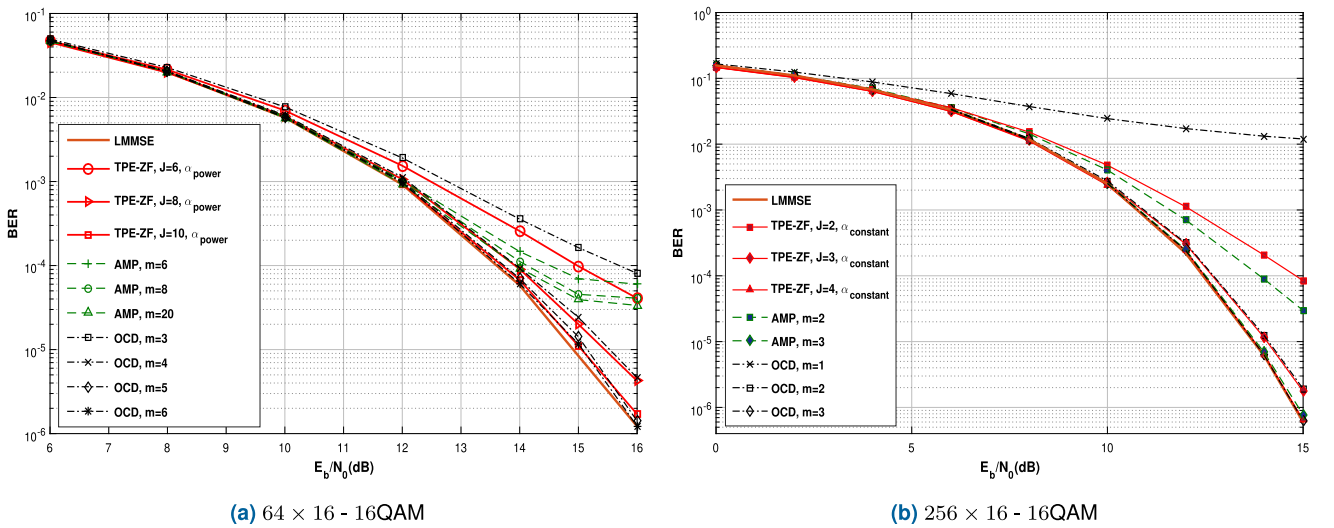 10^-1
10^-2
10^-3
10^-4
10^-5
10^-6
BER
LMMSE
TPE-ZF, J=6, α_power
TPE-ZF, J=8, α_power
TPE-ZF, J=10, α_power
AMP, m=6
AMP, m=8
AMP, m=20
OCD, m=3
OCD, m=4
OCD, m=5
OCD, m=6
6 7 8 9 10 11 12 13 14 15 16
E_b/N_0(dB)
(a) 64 × 16 - 16QAM
10^0
10^-1
10^-2
10^-3
10^-4
10^-5
10^-6
BER
LMMSE
TPE-ZF, J=2, α_constant
TPE-ZF, J=3, α_constant
TPE-ZF, J=4, α_constant
AMP, m=2
AMP, m=3
OCD, m=1
OCD, m=2
OCD, m=3
0 5 10 15
E_b/N_0(dB)
(b) 256 × 16 - 16QAM